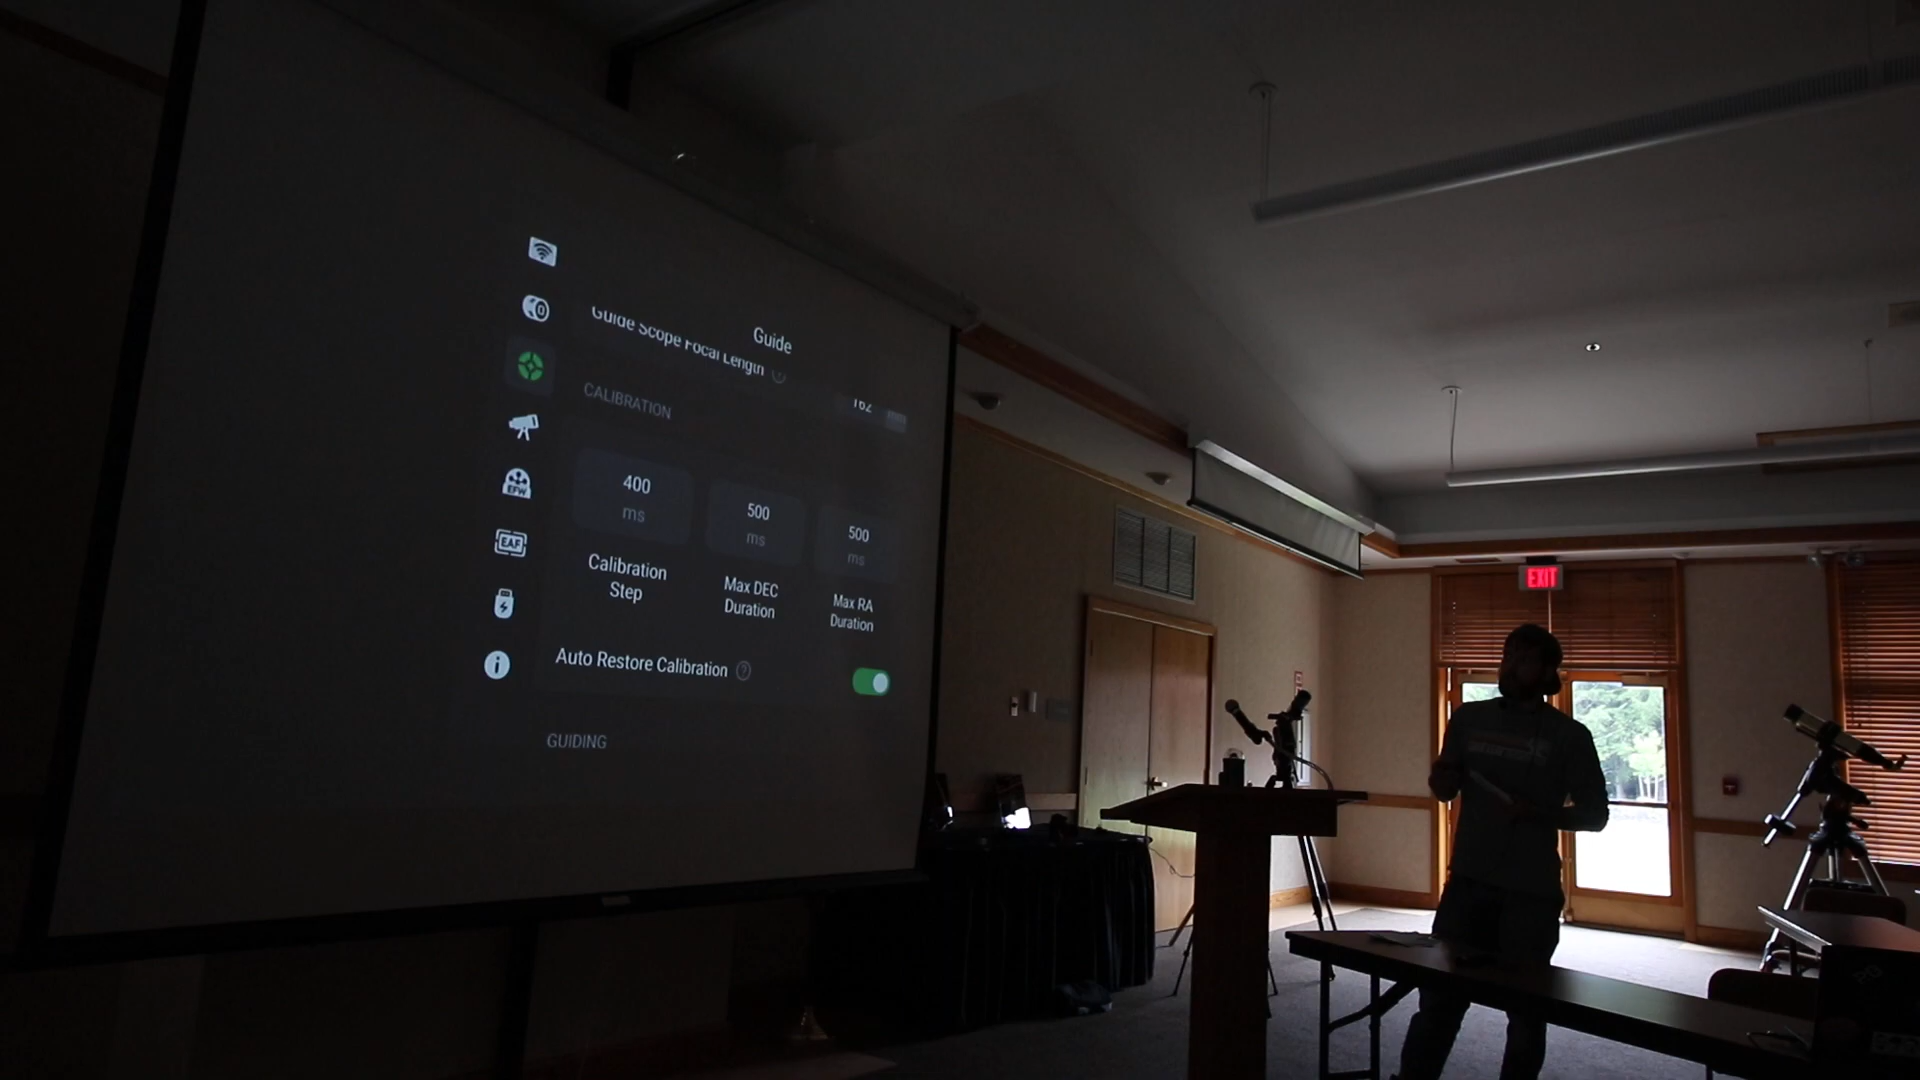 Guide
Guide Scope Focal Length
162
CALIBRATION
400
ms
500
ms
500
ms
Calibration
Step
Max DEC
Duration
Max RA
Duration
EFW
EAF
Auto Restore Calibration
GUIDING
EXIT